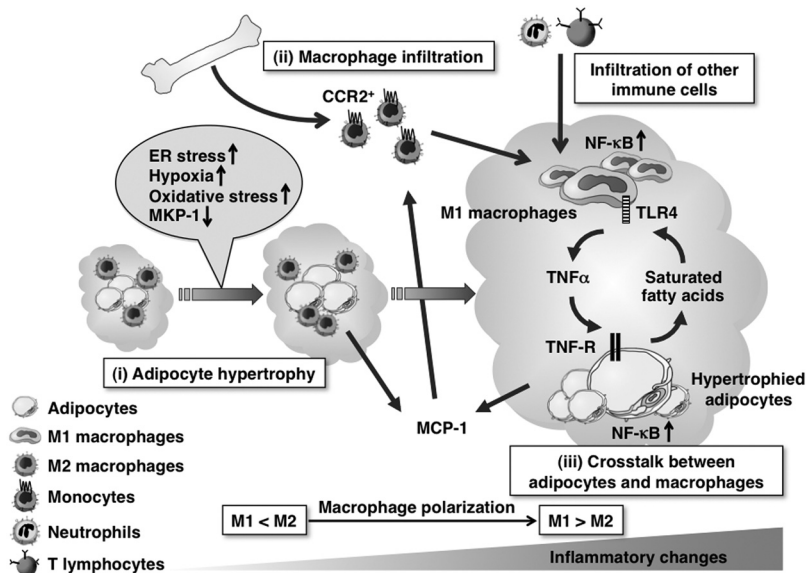 (ii) Macrophage infiltration
Infiltration of other
immune cells
CCR2+
NF-κB↑
ER stress↑
Hypoxia↑
Oxidative stress↑
MKP-1↓
M1 macrophages
TLR4
TNFα
Saturated
fatty acids
TNF-R
(i) Adipocyte hypertrophy
Hypertrophied
adipocytes
MCP-1
NF-κB↑
(iii) Crosstalk between
adipocytes and macrophages
Adipocytes
M1 macrophages
M2 macrophages
Monocytes
Neutrophils
T lymphocytes
M1 < M2
Macrophage polarization
M1 > M2
Inflammatory changes